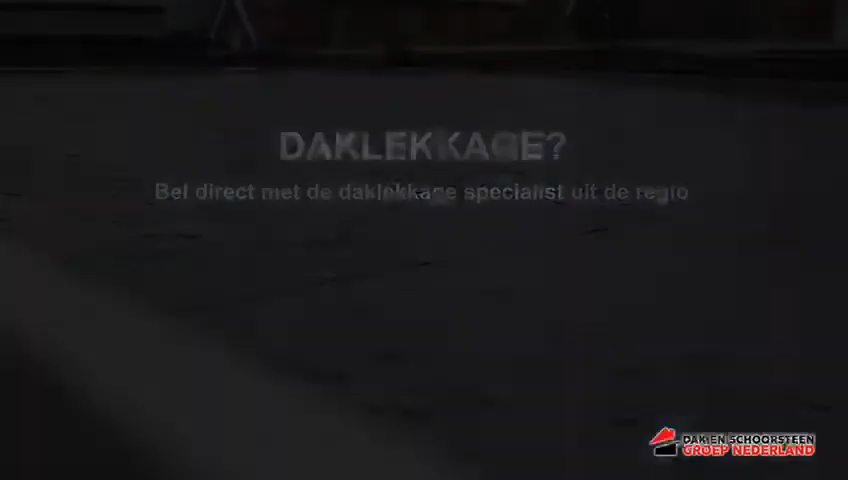 DAKLEKKAGE?
Bel direct met de daklekkage specialist uit de regio
DAK EN SCHOORSTEEN
GROEP NEDERLAND